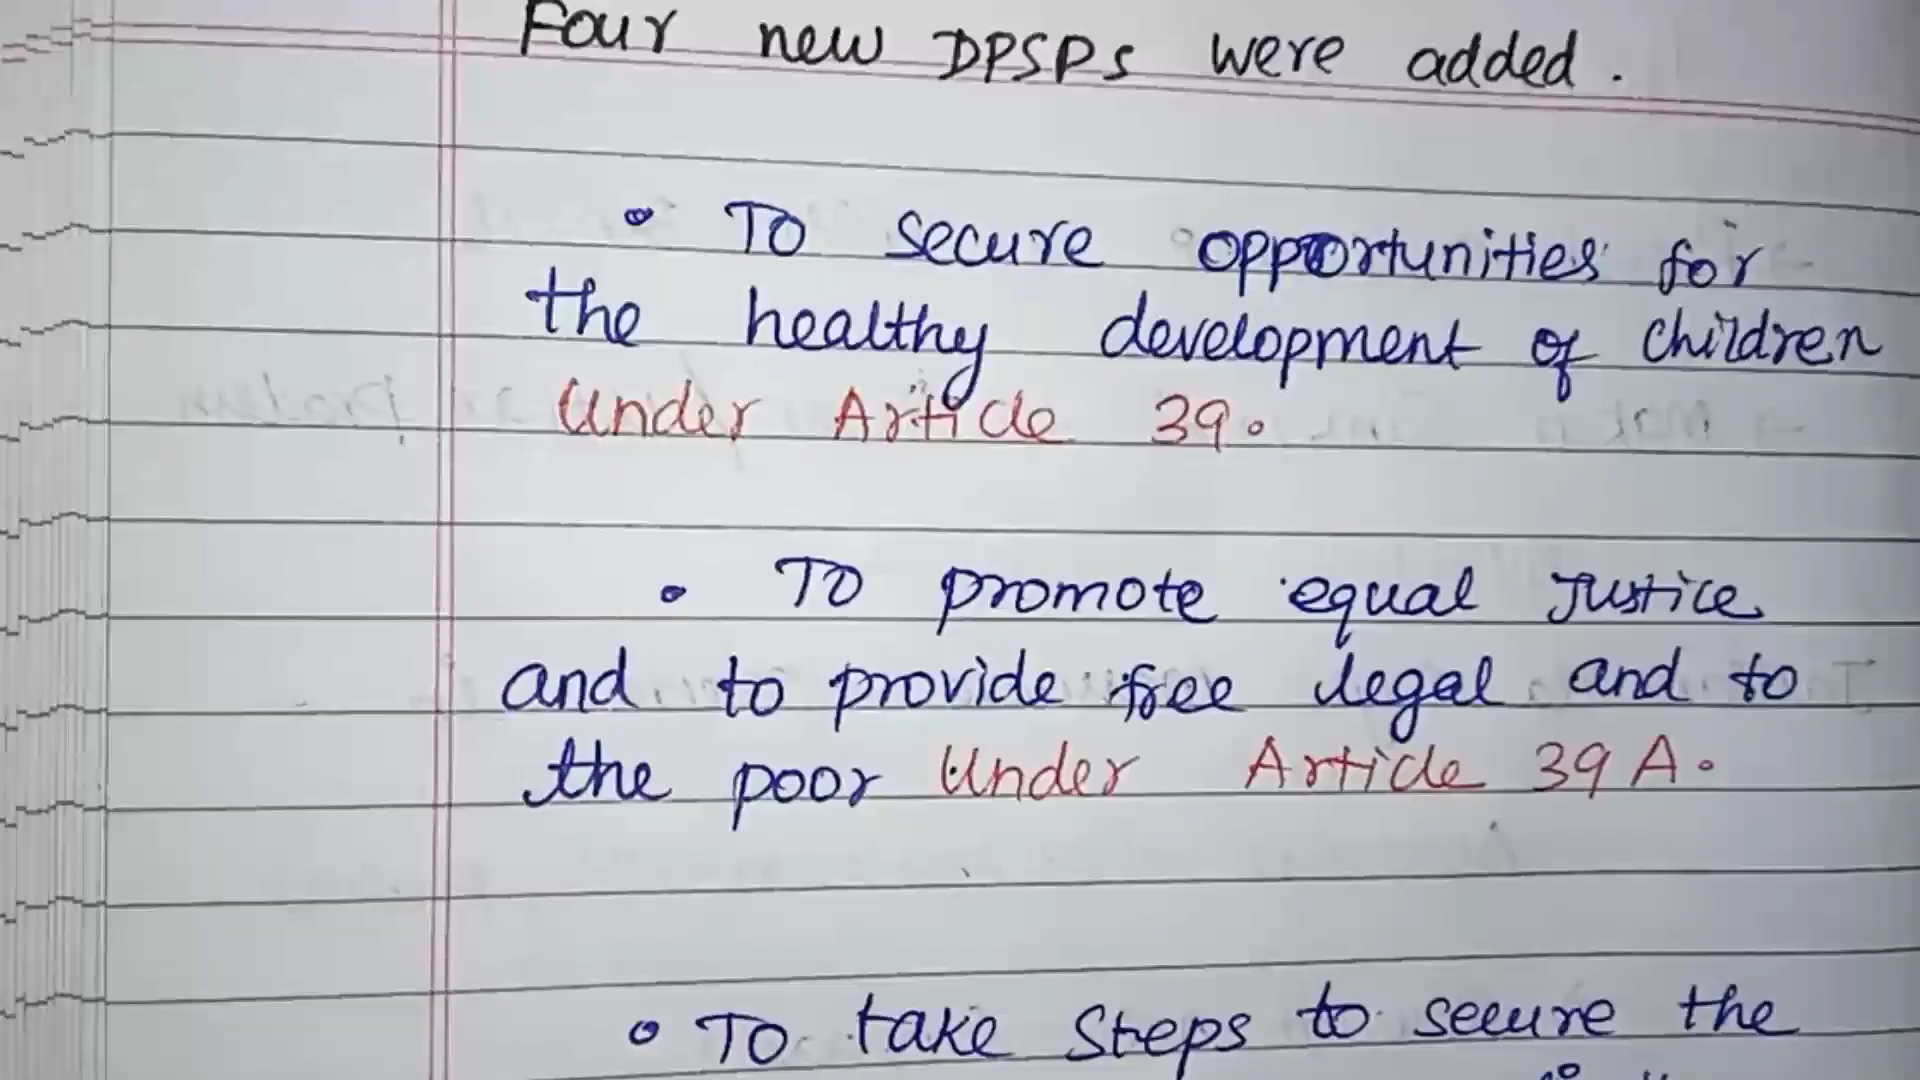 Four new DPSPs were added.
• To secure opportunities for
the healthy development of children
under Article 39.
• To promote equal Justice
and to provide free legal and to
the poor Under Article 39 A.
• To take steps to secure the